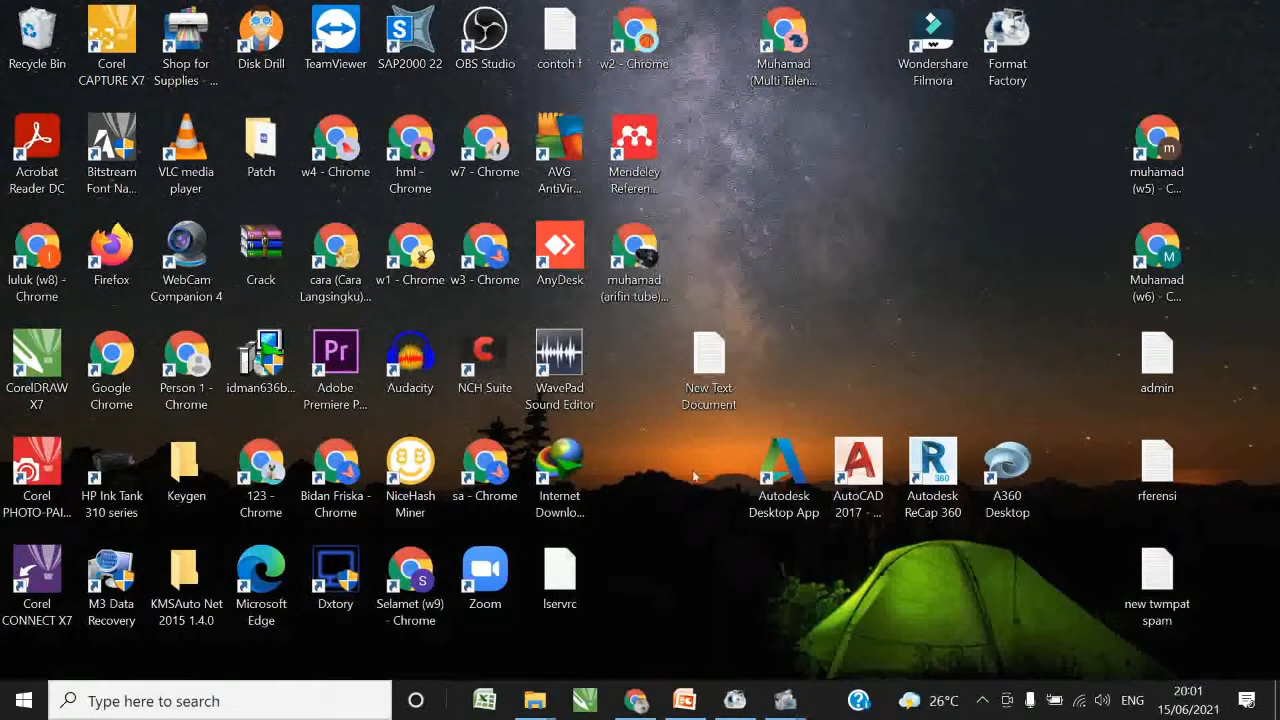 Recycle Bin
Corel
CAPTURE X7
Shop for
Supplies - ...
Disk Drill
TeamViewer
SAP2000 22
OBS Studio
contoh f
w2 - Chrome
Muhamad
(Multi Talen...
Wondershare
Filmora
Format
Factory
Acrobat
Reader DC
Bitstream
Font Na...
VLC media
player
Patch
w4 - Chrome
hml -
Chrome
w7 - Chrome
AVG
AntiVir...
Mendeley
Referen...
muhamad
(w5) - C...
luluk (w8) -
Chrome
Firefox
WebCam
Companion 4
Crack
cara (Cara
Langsingku)...
w1 - Chrome
w3 - Chrome
AnyDesk
muhamad
(arifin tube)...
Muhamad
(w6) - C...
CorelDRAW
X7
Google
Chrome
Person 1 -
Chrome
idman636b...
Adobe
Premiere P...
Audacity
NCH Suite
WavePad
Sound Editor
New Text
Document
admin
Corel
PHOTO-PAI...
HP Ink Tank
310 series
Keygen
123 -
Chrome
Bidan Friska -
Chrome
NiceHash
Miner
sa - Chrome
Internet
Downlo...
Autodesk
Desktop App
AutoCAD
2017 - ...
Autodesk
ReCap 360
A360
Desktop
rferensi
Corel
CONNECT X7
M3 Data
Recovery
KMSAuto Net
2015 1.4.0
Microsoft
Edge
Dxtory
Selamet (w9)
- Chrome
Zoom
lservrc
new twmpat
spam
Type here to search
26°C
ENG
15/06/2021